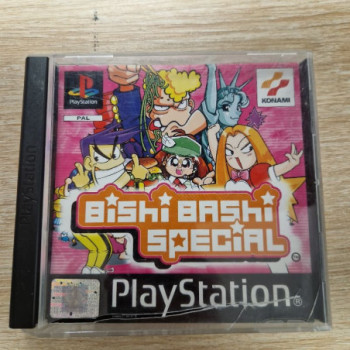 PlayStation
PAL
KONAMI
PlayStation
BiSHi BASHi
SPECiAL
PlayStation®